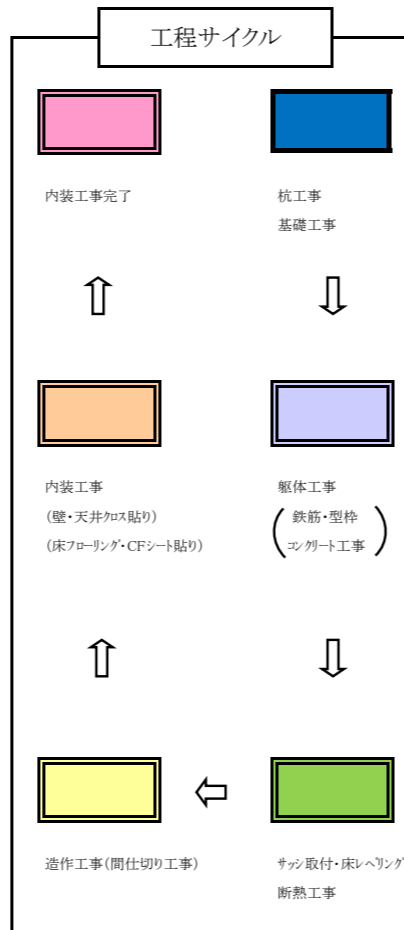 工程サイクル
内装工事完了
杭工事
基礎工事
内装工事
(壁・天井クロス貼り)
(床フローリング・CFシート貼り)
躯体工事
(鉄筋・型枠
コンクリート工事)
造作工事(間仕切り工事)
サッシ取付・床レベリング
断熱工事